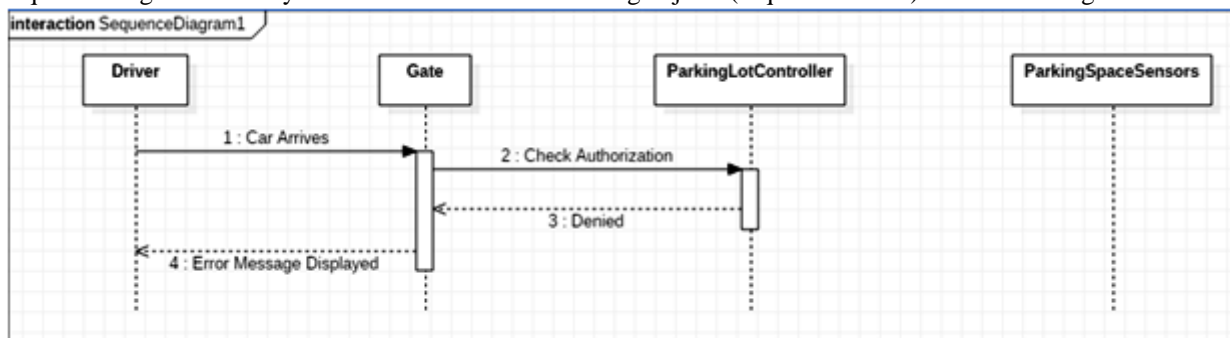 interaction SequenceDiagram1
Driver
Gate
ParkingLotController
ParkingSpaceSensors
1 : Car Arrives
2 : Check Authorization
3 : Denied
4 : Error Message Displayed